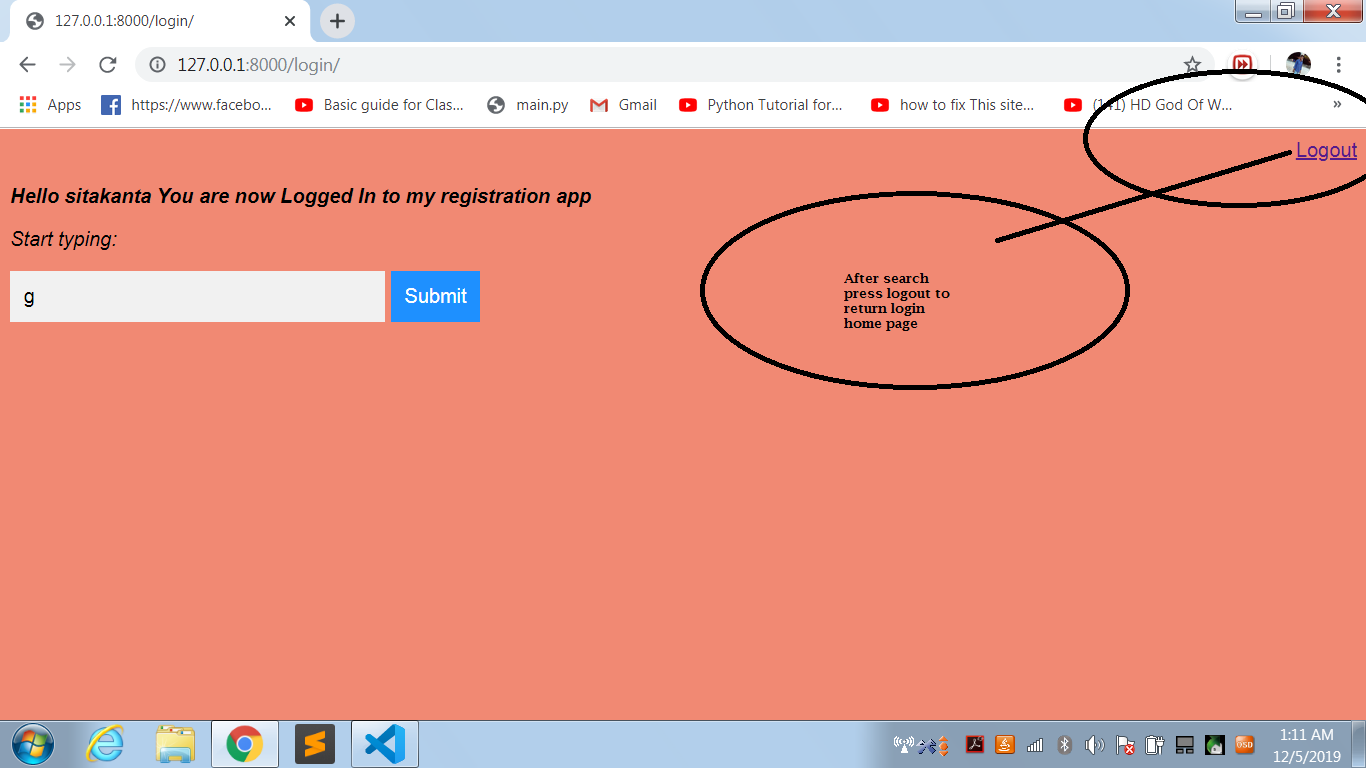 127.0.0.1:8000/login/
127.0.0.1:8000/login/
Apps https://www.facebo... Basic guide for Clas... main.py Gmail Python Tutorial for... how to fix This site... (141) HD God Of W... »
Logout
Hello sitakanta You are now Logged In to my registration app
Start typing:
g Submit
After search
press logout to
return login
home page
OSD
1:11 AM
12/5/2019